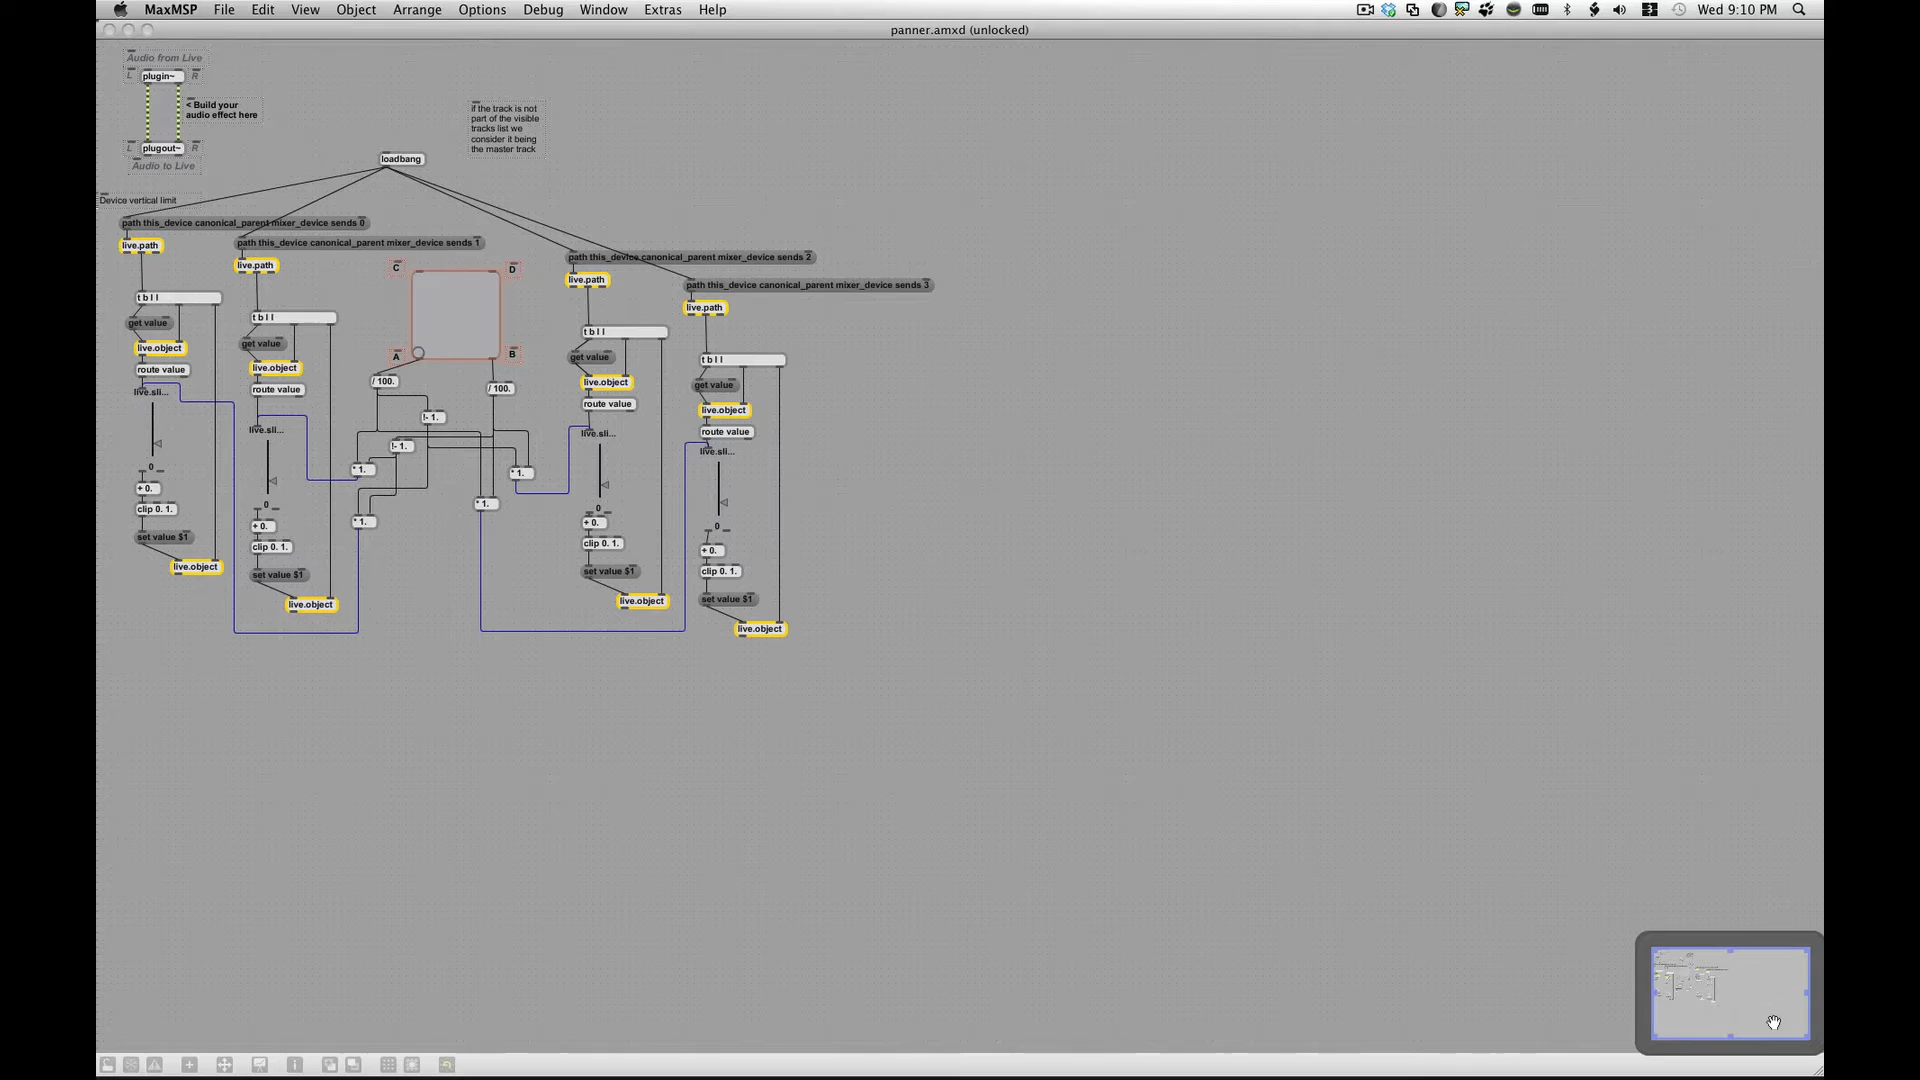 MaxMSP File Edit View Object Arrange Options Debug Window Extras Help
Wed 9:10 PM
panner.amxd (unlocked)
Audio from Live
L plugin~ R
< Build your
audio effect here
L plugout~ R
Audio to Live
if the track is not
part of the visible
tracks list we
consider it being
the master track
loadbang
Device vertical limit
path this_device canonical_parent mixer_device sends 0
live.path
t b l l
get value
live.object
route value
live.sli...
0
+ 0.
clip 0. 1.
set value $1
live.object
path this_device canonical_parent mixer_device sends 1
live.path
t b l l
get value
live.object
route value
live.sli...
0
+ 0.
clip 0. 1.
set value $1
live.object
C D
A B
/ 100. / 100.
!- 1.
!- 1.
* 1. * 1.
* 1.
* 1.
path this_device canonical_parent mixer_device sends 2
live.path
t b l l
get value
live.object
route value
live.sli...
0
+ 0.
clip 0. 1.
set value $1
live.object
path this_device canonical_parent mixer_device sends 3
live.path
t b l l
get value
live.object
route value
live.sli...
0
+ 0.
clip 0. 1.
set value $1
live.object